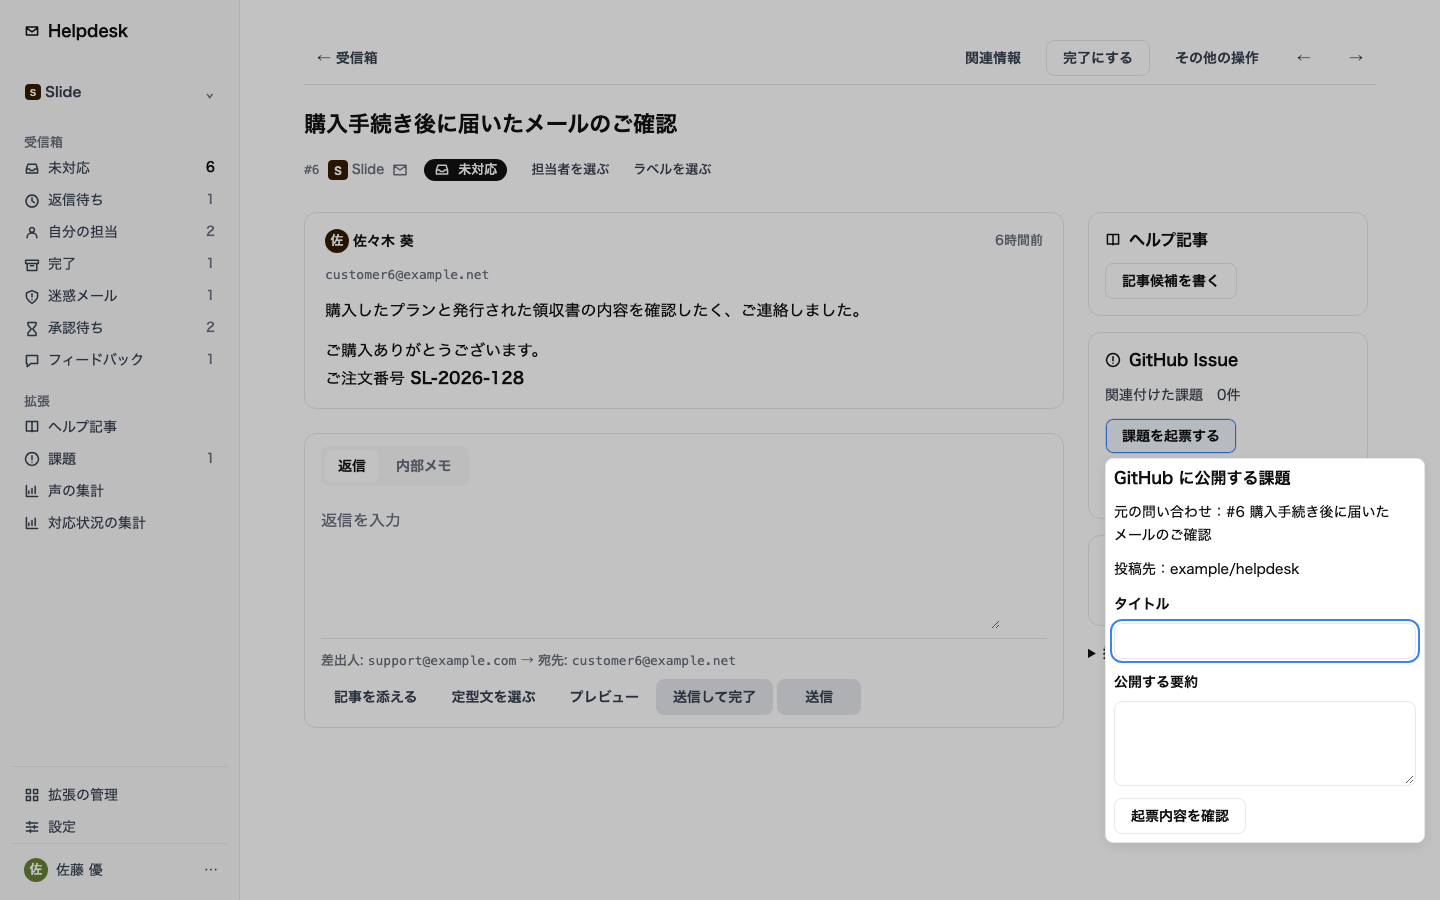 Helpdesk
S Slide
受信箱
未対応 6
返信待ち 1
自分の担当 2
完了 1
迷惑メール 1
承認待ち 2
フィードバック 1
拡張
ヘルプ記事
課題 1
声の集計
対応状況の集計
拡張の管理
設定
佐 佐藤 優 …
← 受信箱
関連情報 完了にする その他の操作 ← →
購入手続き後に届いたメールのご確認
#6 S Slide 未対応 担当者を選ぶ ラベルを選ぶ
佐 佐々木 葵 6時間前
customer6@example.net
購入したプランと発行された領収書の内容を確認したく、ご連絡しました。
ご購入ありがとうございます。
ご注文番号 SL-2026-128
返信 内部メモ
返信を入力
差出人: support@example.com → 宛先: customer6@example.net
記事を添える 定型文を選ぶ プレビュー 送信して完了 送信
ヘルプ記事
記事候補を書く
GitHub Issue
関連付けた課題 0件
課題を起票する
GitHub に公開する課題
元の問い合わせ：#6 購入手続き後に届いた
メールのご確認
投稿先：example/helpdesk
タイトル
公開する要約
起票内容を確認